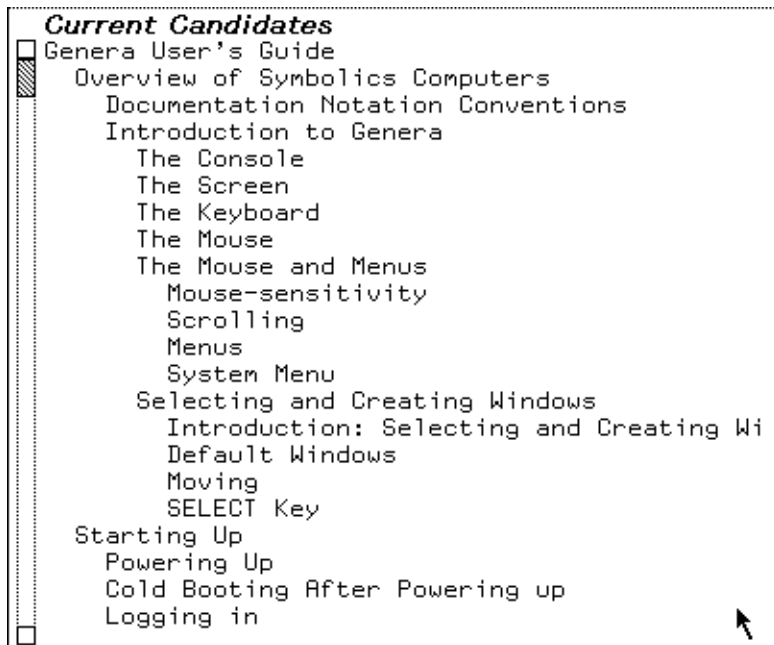 Current Candidates
Genera User's Guide
Overview of Symbolics Computers
Documentation Notation Conventions
Introduction to Genera
The Console
The Screen
The Keyboard
The Mouse
The Mouse and Menus
Mouse-sensitivity
Scrolling
Menus
System Menu
Selecting and Creating Windows
Introduction: Selecting and Creating Wi
Default Windows
Moving
SELECT Key
Starting Up
Powering Up
Cold Booting After Powering up
Logging in